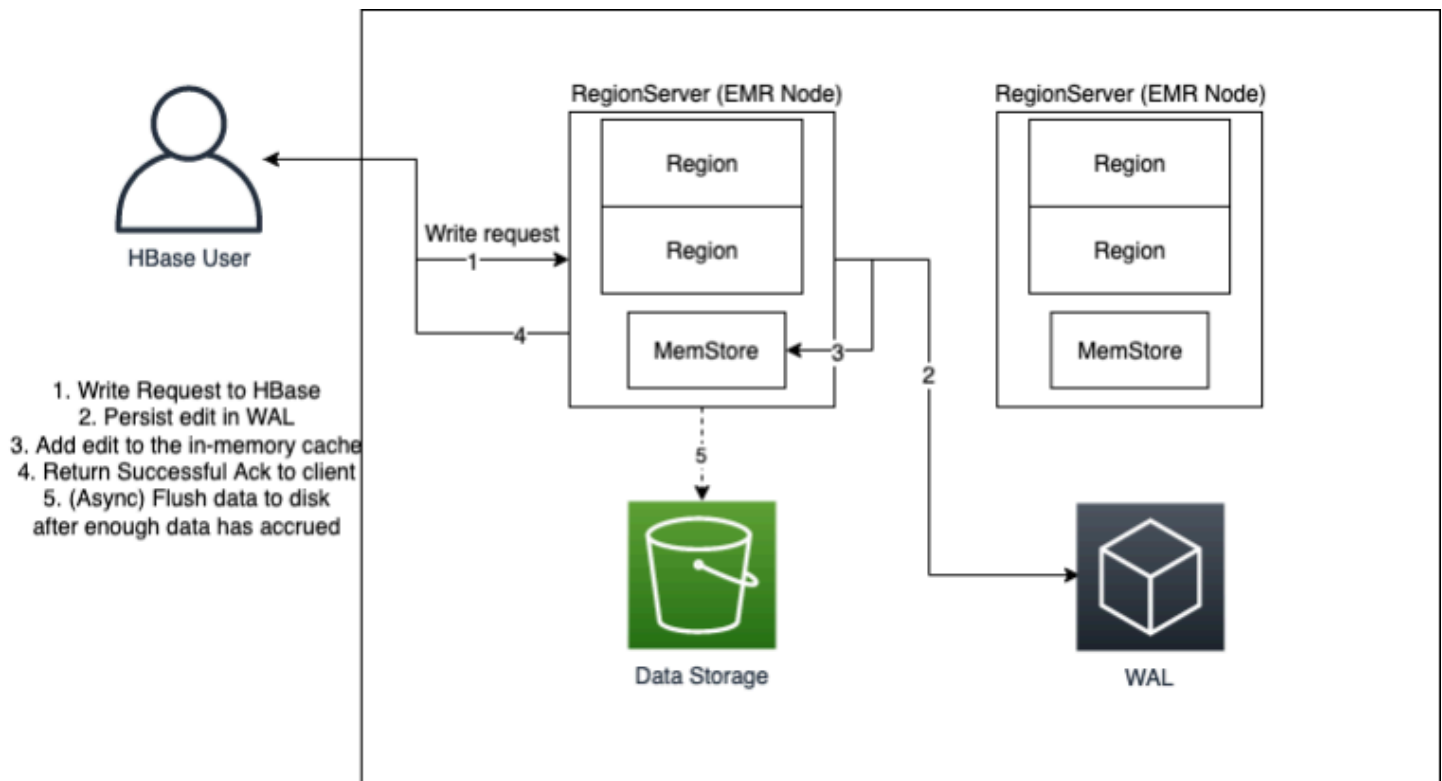 RegionServer (EMR Node)
RegionServer (EMR Node)
Region
Region
Region
Region
MemStore
MemStore
HBase User
Write request
1
4
3
2
5
1. Write Request to HBase
2. Persist edit in WAL
3. Add edit to the in-memory cache
4. Return Successful Ack to client
5. (Async) Flush data to disk
after enough data has accrued
Data Storage
WAL